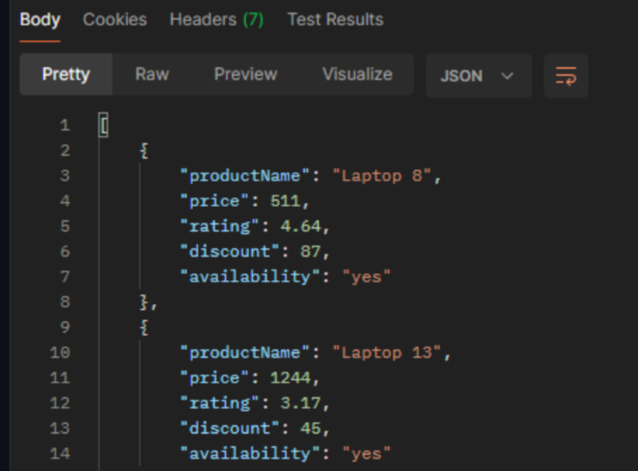 Body Cookies Headers (7) Test Results
Pretty Raw Preview Visualize JSON
1 [
2 {
3 "productName": "Laptop 8",
4 "price": 511,
5 "rating": 4.64,
6 "discount": 87,
7 "availability": "yes"
8 },
9 {
10 "productName": "Laptop 13",
11 "price": 1244,
12 "rating": 3.17,
13 "discount": 45,
14 "availability": "yes"